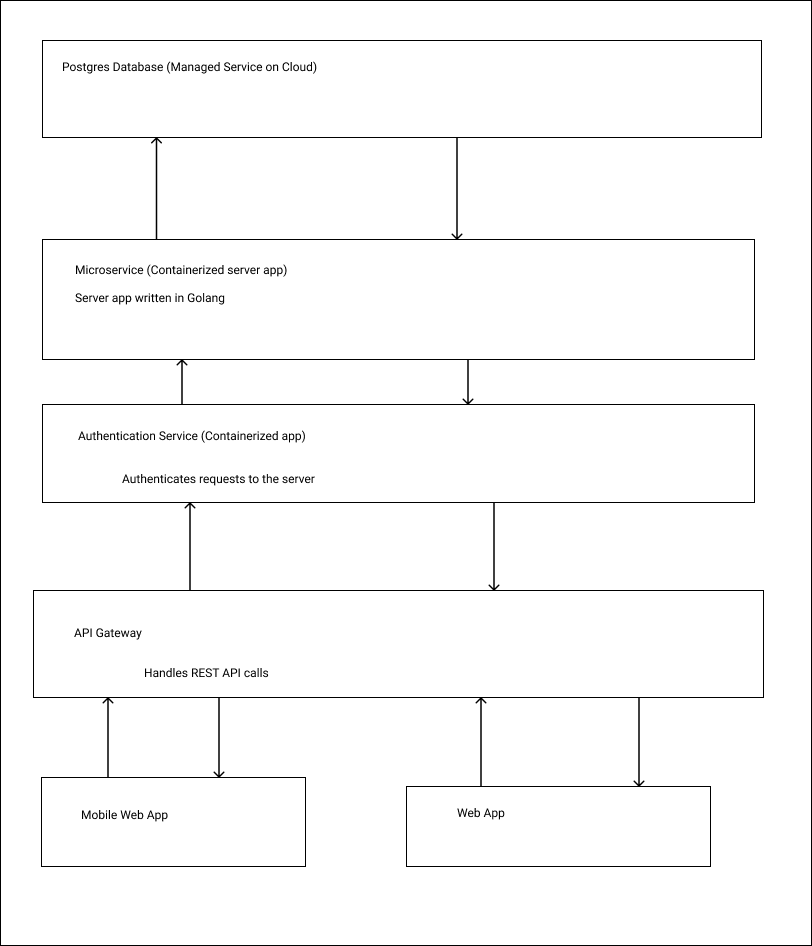 Postgres Database (Managed Service on Cloud)
Microservice (Containerized server app)
Server app written in Golang
Authentication Service (Containerized app)
Authenticates requests to the server
API Gateway
Handles REST API calls
Mobile Web App
Web App